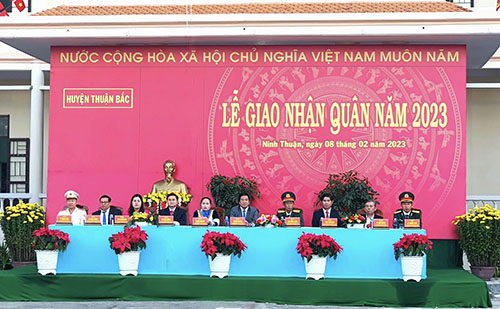 NƯỚC CỘNG HÒA XÃ HỘI CHỦ NGHĨA VIỆT NAM MUÔN NĂM
HUYỆN THUẬN BẮC
LỄ GIAO NHẬN QUÂN NĂM 2023
Ninh Thuận, ngày 08 tháng 02 năm 2023